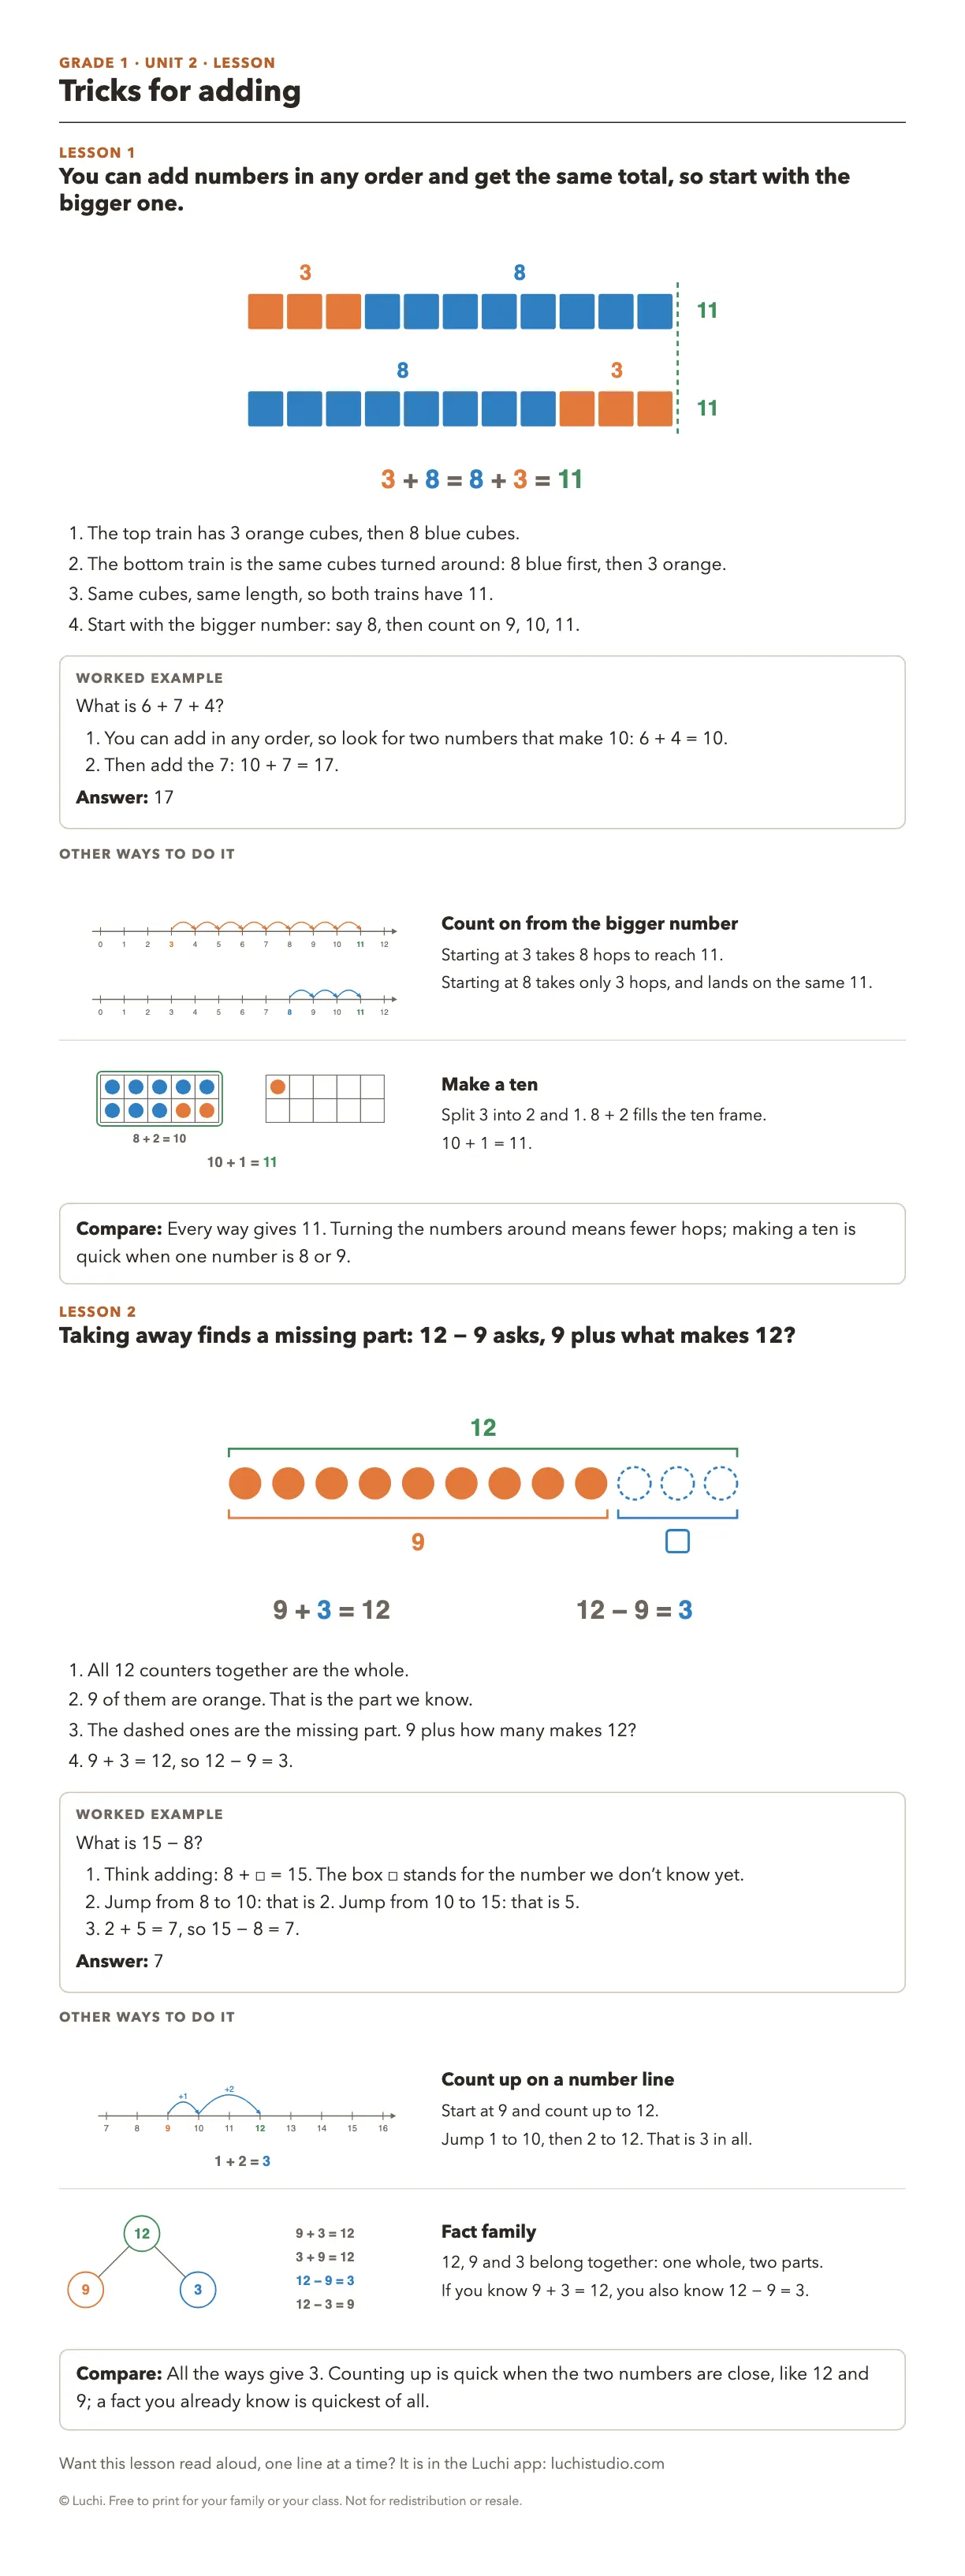 GRADE 1 · UNIT 2 · LESSON
Tricks for adding
LESSON 1
You can add numbers in any order and get the same total, so start with the
bigger one.
3 8
11
8 3
11
3 + 8 = 8 + 3 = 11
1. The top train has 3 orange cubes, then 8 blue cubes.
2. The bottom train is the same cubes turned around: 8 blue first, then 3 orange.
3. Same cubes, same length, so both trains have 11.
4. Start with the bigger number: say 8, then count on 9, 10, 11.
WORKED EXAMPLE
What is 6 + 7 + 4?
1. You can add in any order, so look for two numbers that make 10: 6 + 4 = 10.
2. Then add the 7: 10 + 7 = 17.
Answer: 17
OTHER WAYS TO DO IT
0 1 2 3 4 5 6 7 8 9 10 11 12
0 1 2 3 4 5 6 7 8 9 10 11 12
Count on from the bigger number
Starting at 3 takes 8 hops to reach 11.
Starting at 8 takes only 3 hops, and lands on the same 11.
8 + 2 = 10
10 + 1 = 11
Make a ten
Split 3 into 2 and 1. 8 + 2 fills the ten frame.
10 + 1 = 11.
Compare: Every way gives 11. Turning the numbers around means fewer hops; making a ten is
quick when one number is 8 or 9.
LESSON 2
Taking away finds a missing part: 12 − 9 asks, 9 plus what makes 12?
12
9 □
9 + 3 = 12 12 − 9 = 3
1. All 12 counters together are the whole.
2. 9 of them are orange. That is the part we know.
3. The dashed ones are the missing part. 9 plus how many makes 12?
4. 9 + 3 = 12, so 12 − 9 = 3.
WORKED EXAMPLE
What is 15 − 8?
1. Think adding: 8 + □ = 15. The box □ stands for the number we don’t know yet.
2. Jump from 8 to 10: that is 2. Jump from 10 to 15: that is 5.
3. 2 + 5 = 7, so 15 − 8 = 7.
Answer: 7
OTHER WAYS TO DO IT
+1 +2
7 8 9 10 11 12 13 14 15 16
1 + 2 = 3
Count up on a number line
Start at 9 and count up to 12.
Jump 1 to 10, then 2 to 12. That is 3 in all.
12
9 3
9 + 3 = 12
3 + 9 = 12
12 − 9 = 3
12 − 3 = 9
Fact family
12, 9 and 3 belong together: one whole, two parts.
If you know 9 + 3 = 12, you also know 12 − 9 = 3.
Compare: All the ways give 3. Counting up is quick when the two numbers are close, like 12 and
9; a fact you already know is quickest of all.
Want this lesson read aloud, one line at a time? It is in the Luchi app: luchistudio.com
© Luchi. Free to print for your family or your class. Not for redistribution or resale.